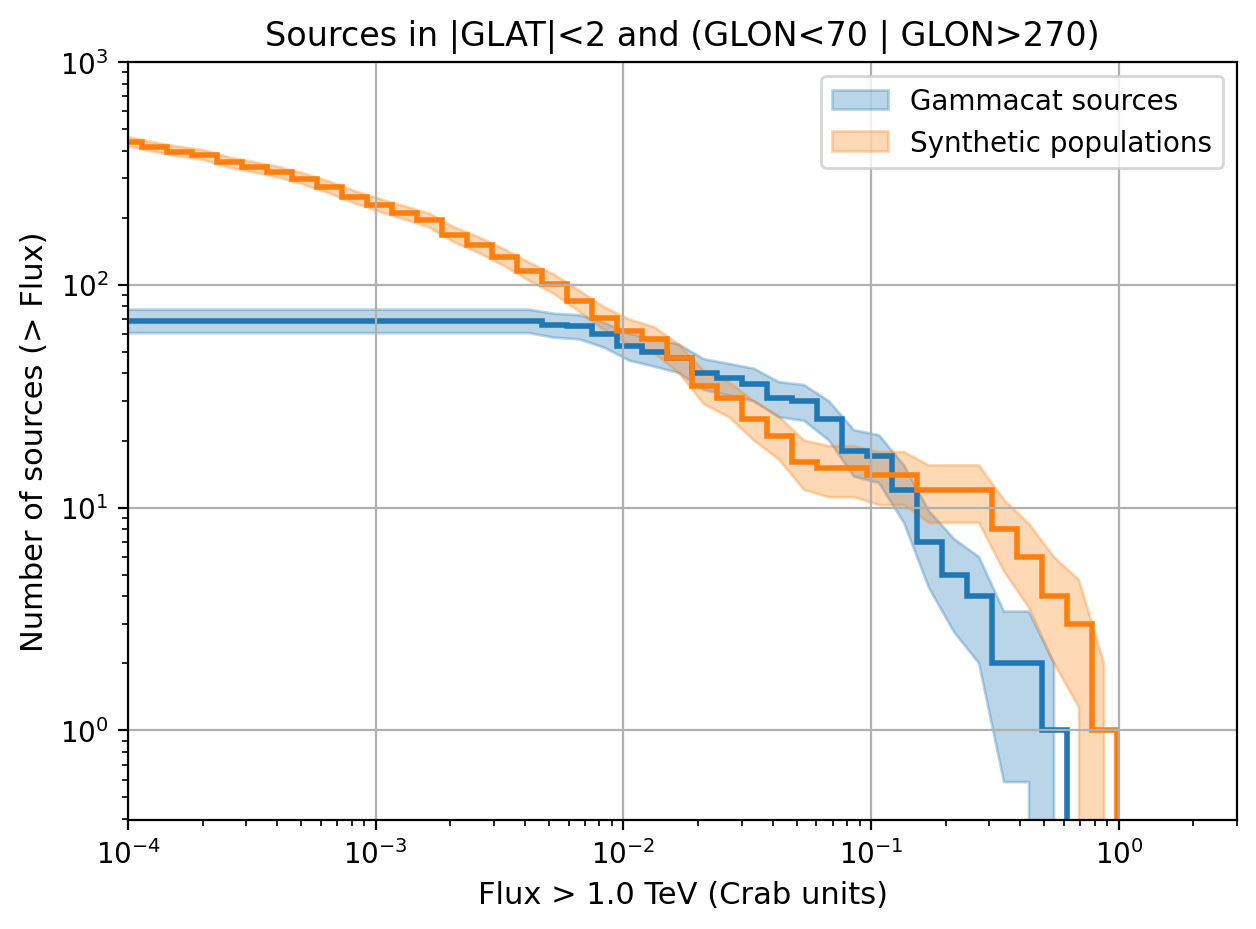 Sources in |GLAT|<2 and (GLON<70 | GLON>270)
Gammacat sources
Synthetic populations
Number of sources (> Flux)
10³
10²
10¹
10⁰
10⁻⁴ 10⁻³ 10⁻² 10⁻¹ 10⁰
Flux > 1.0 TeV (Crab units)